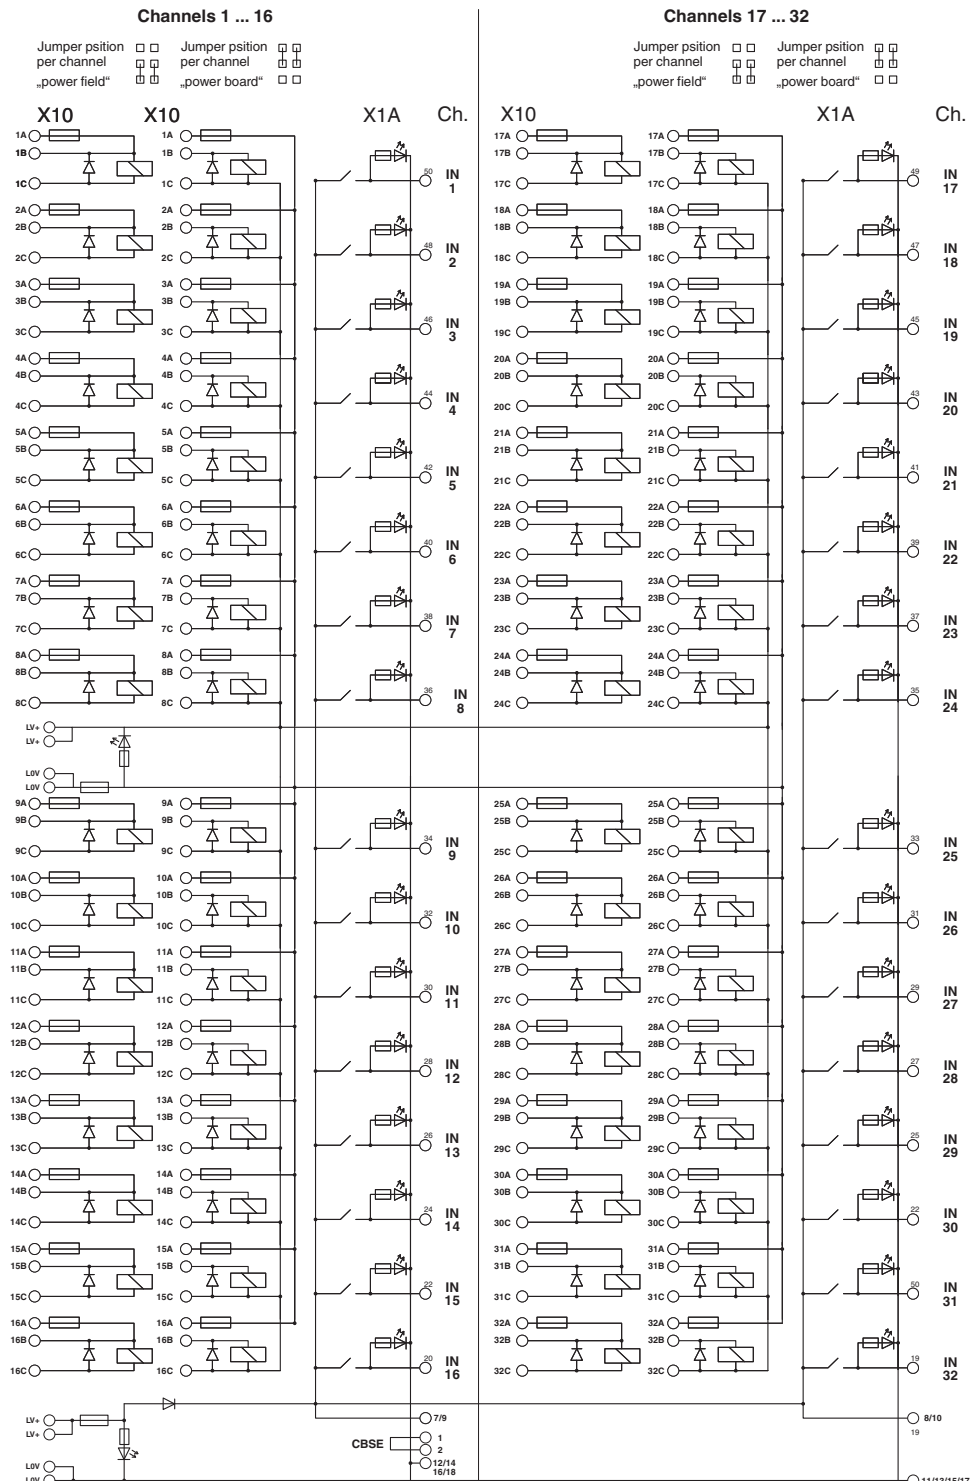 Channels 1 ... 16
Channels 17 ... 32
Jumper psition per channel „power field“
Jumper psition per channel „power board“
Jumper psition per channel „power field“
Jumper psition per channel „power board“
X10 X10 X1A Ch. X10 X1A Ch.
1A 1A 17A 17A
1B 1B 17B 17B
1C 1C 50 IN 1 17C 17C 49 IN 17
2A 2A 18A 18A
2B 2B 18B 18B
2C 2C 48 IN 2 18C 18C 47 IN 18
3A 3A 19A 19A
3B 3B 19B 19B
3C 3C 46 IN 3 19C 19C 45 IN 19
4A 4A 20A 20A
4B 4B 20B 20B
4C 4C 44 IN 4 20C 20C 43 IN 20
5A 5A 21A 21A
5B 5B 21B 21B
5C 5C 42 IN 5 21C 21C 41 IN 21
6A 6A 22A 22A
6B 6B 22B 22B
6C 6C 40 IN 6 22C 22C 39 IN 22
7A 7A 23A 23A
7B 7B 23B 23B
7C 7C 38 IN 7 23C 23C 37 IN 23
8A 8A 24A 24A
8B 8B 24B 24B
8C 8C 36 IN 8 24C 24C 35 IN 24
LV+
LV+
L0V
L0V
9A 9A 25A 25A
9B 9B 25B 25B
9C 9C 34 IN 9 25C 25C 33 IN 25
10A 10A 26A 26A
10B 10B 26B 26B
10C 10C 32 IN 10 26C 26C 31 IN 26
11A 11A 27A 27A
11B 11B 27B 27B
11C 11C 30 IN 11 27C 27C 29 IN 27
12A 12A 28A 28A
12B 12B 28B 28B
12C 12C 28 IN 12 28C 28C 27 IN 28
13A 13A 29A 29A
13B 13B 29B 29B
13C 13C 26 IN 13 29C 29C 25 IN 29
14A 14A 30A 30A
14B 14B 30B 30B
14C 14C 24 IN 14 30C 30C 22 IN 30
15A 15A 31A 31A
15B 15B 31B 31B
15C 15C 22 IN 15 31C 31C 50 IN 31
16A 16A 32A 32A
16B 16B 32B 32B
16C 16C 20 IN 16 32C 32C 19 IN 32
LV+ 7/9 8/10
LV+ 19
CBSE 1
2
L0V 12/14
16/18
L0V 11/13/15/17